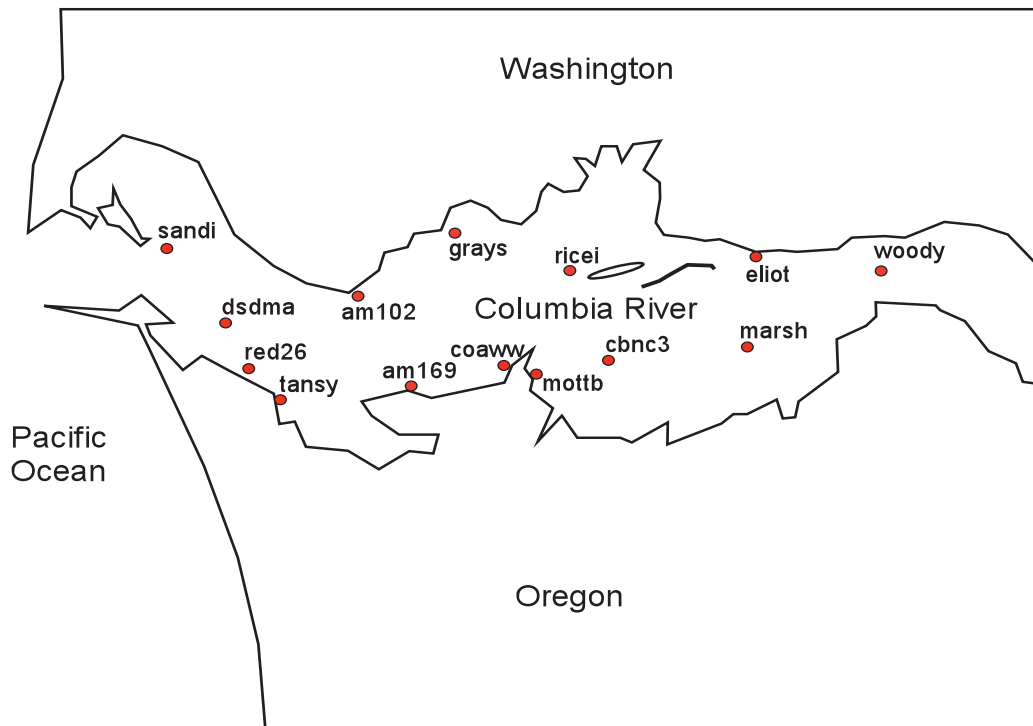 Washington
sandi
grays
ricei
eliot
woody
dsdma
am102
Columbia River
marsh
red26
coaww
cbnc3
tansy
am169
mottb
Pacific
Ocean
Oregon